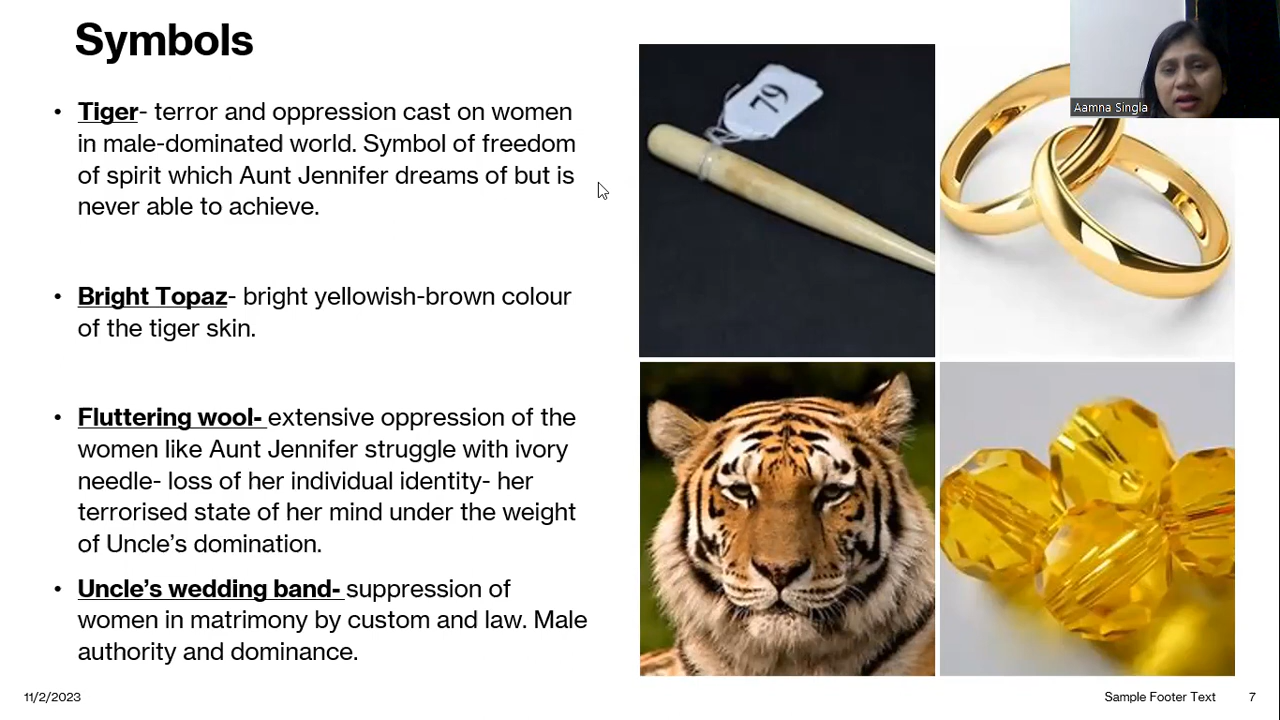 Symbols
• Tiger- terror and oppression cast on women
in male-dominated world. Symbol of freedom
of spirit which Aunt Jennifer dreams of but is
never able to achieve.
• Bright Topaz- bright yellowish-brown colour
of the tiger skin.
• Fluttering wool- extensive oppression of the
women like Aunt Jennifer struggle with ivory
needle- loss of her individual identity- her
terrorised state of her mind under the weight
of Uncle’s domination.
• Uncle’s wedding band- suppression of
women in matrimony by custom and law. Male
authority and dominance.
79
Aamna Singla
11/2/2023
Sample Footer Text
7